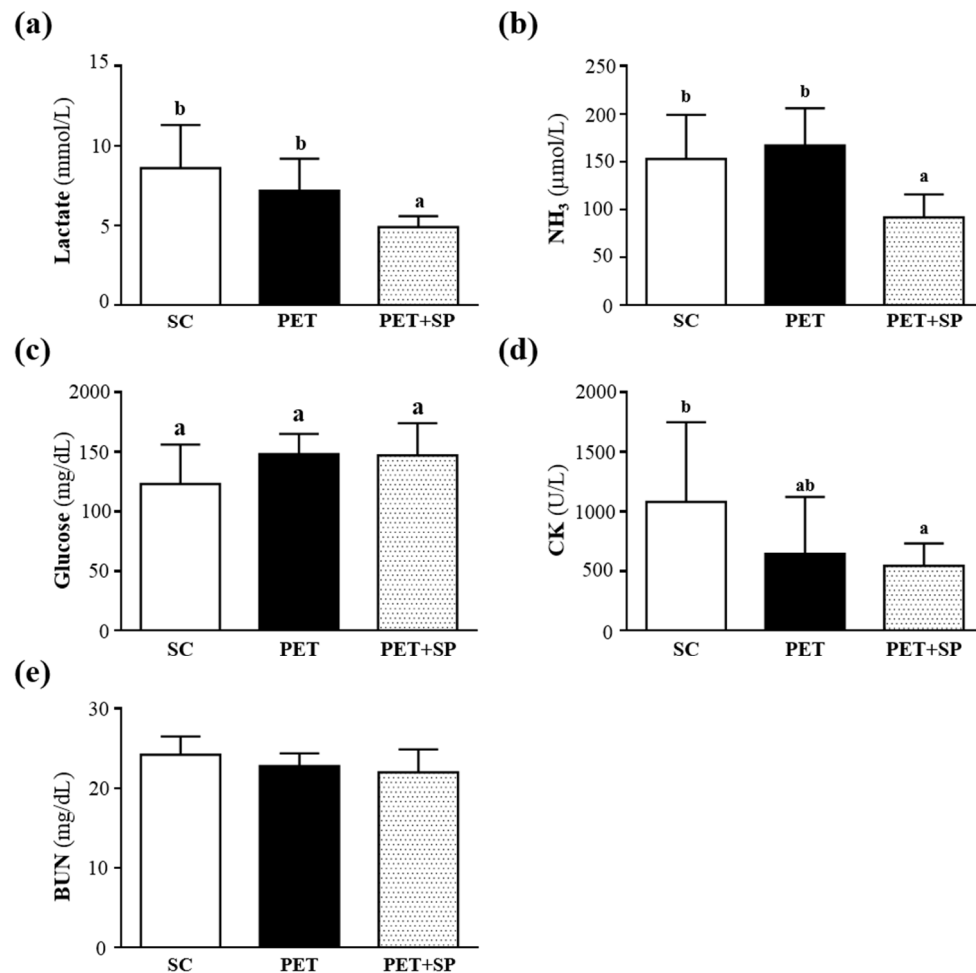 (a)
Lactate (mmol/L)
15
10
5
0
b
b
a
SC
PET
PET+SP
(b)
NH₃ (µmol/L)
250
200
150
100
50
0
b
b
a
SC
PET
PET+SP
(c)
Glucose (mg/dL)
2000
150
100
50
0
a
a
a
SC
PET
PET+SP
(d)
CK (U/L)
2000
1500
1000
500
0
b
ab
a
SC
PET
PET+SP
(e)
BUN (mg/dL)
30
20
10
0
SC
PET
PET+SP